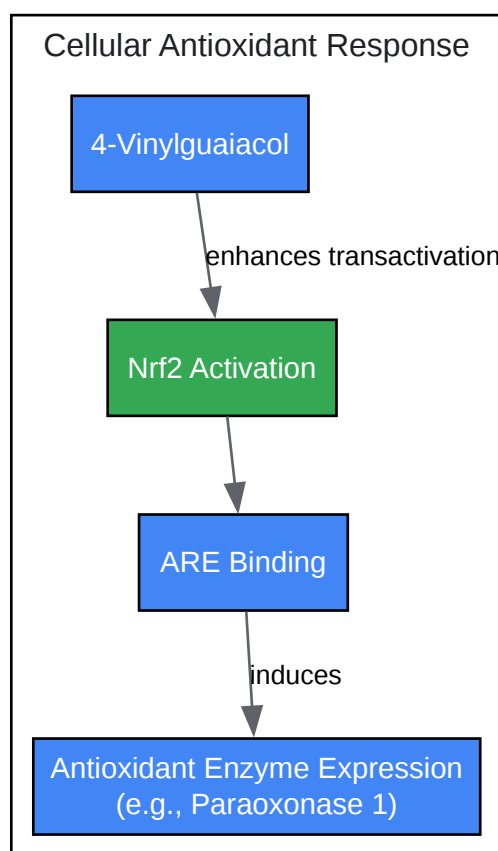 Cellular Antioxidant Response
4-Vinylguaiacol
enhances transactivation
Nrf2 Activation
ARE Binding
induces
Antioxidant Enzyme Expression
(e.g., Paraoxonase 1)